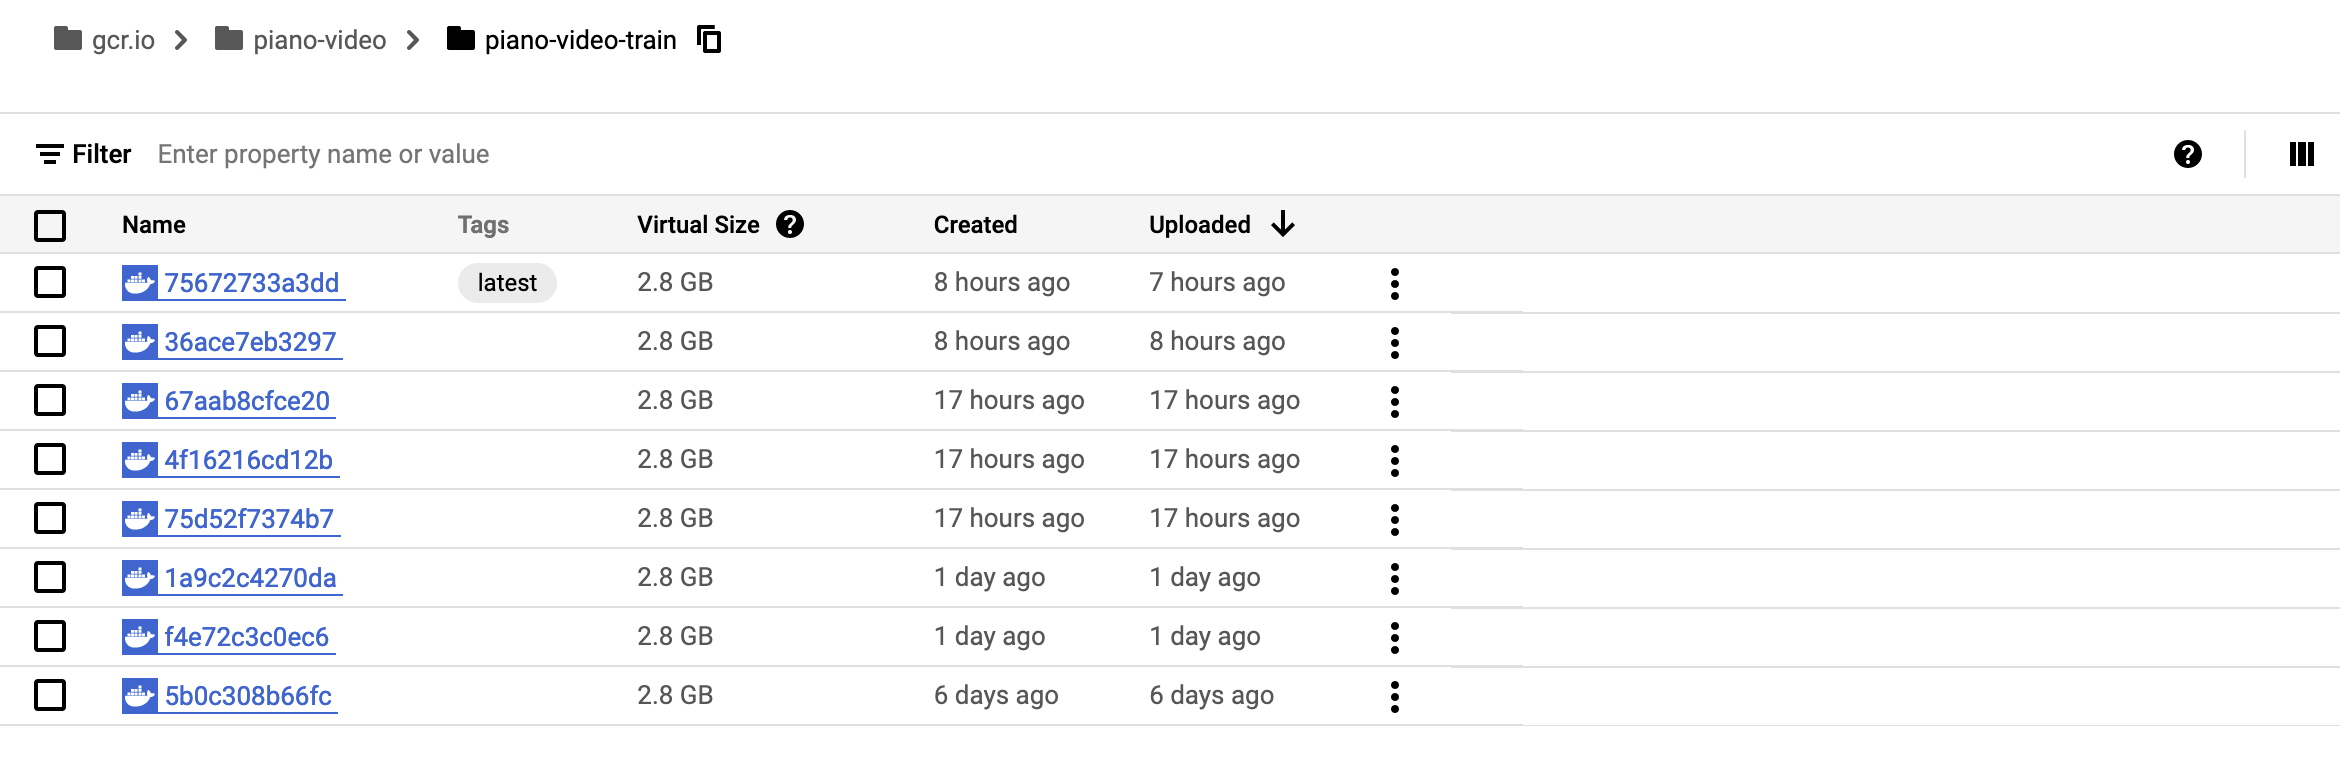 gcr.io piano-video piano-video-train
Filter Enter property name or value
Name Tags Virtual Size Created Uploaded
75672733a3dd latest 2.8 GB 8 hours ago 7 hours ago
36ace7eb3297 2.8 GB 8 hours ago 8 hours ago
67aab8cfce20 2.8 GB 17 hours ago 17 hours ago
4f16216cd12b 2.8 GB 17 hours ago 17 hours ago
75d52f7374b7 2.8 GB 17 hours ago 17 hours ago
1a9c2c4270da 2.8 GB 1 day ago 1 day ago
f4e72c3c0ec6 2.8 GB 1 day ago 1 day ago
5b0c308b66fc 2.8 GB 6 days ago 6 days ago